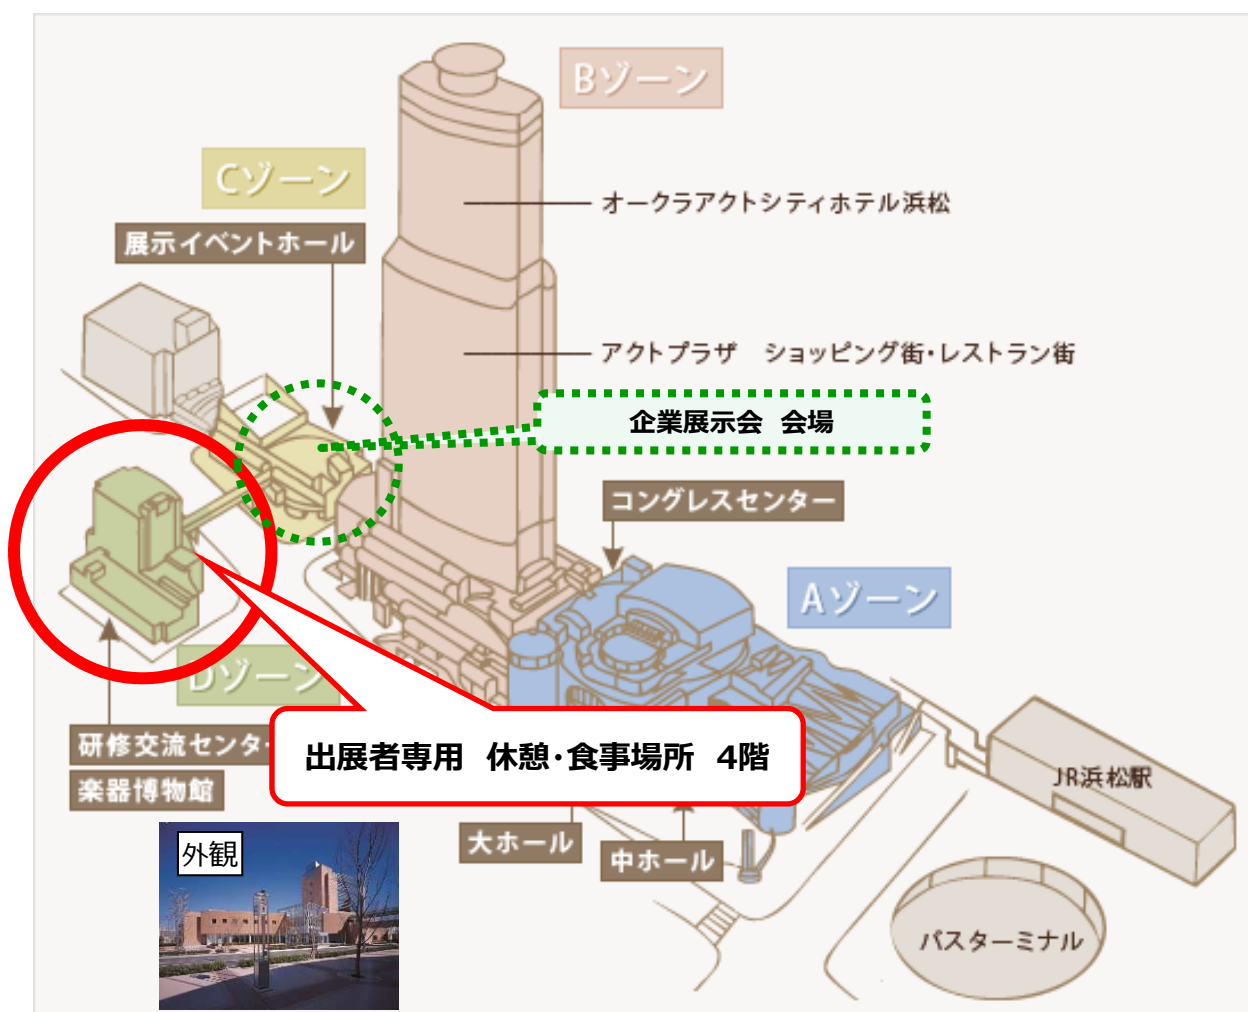 Bゾーン
Cゾーン
オークラアクトシティホテル浜松
展示イベントホール
アクトプラザ ショッピング街・レストラン街
企業展示会 会場
コングレスセンター
Aゾーン
Dゾーン
研修交流センター
出展者専用 休憩・食事場所 4階
楽器博物館
JR浜松駅
大ホール
中ホール
外観
バスターミナル